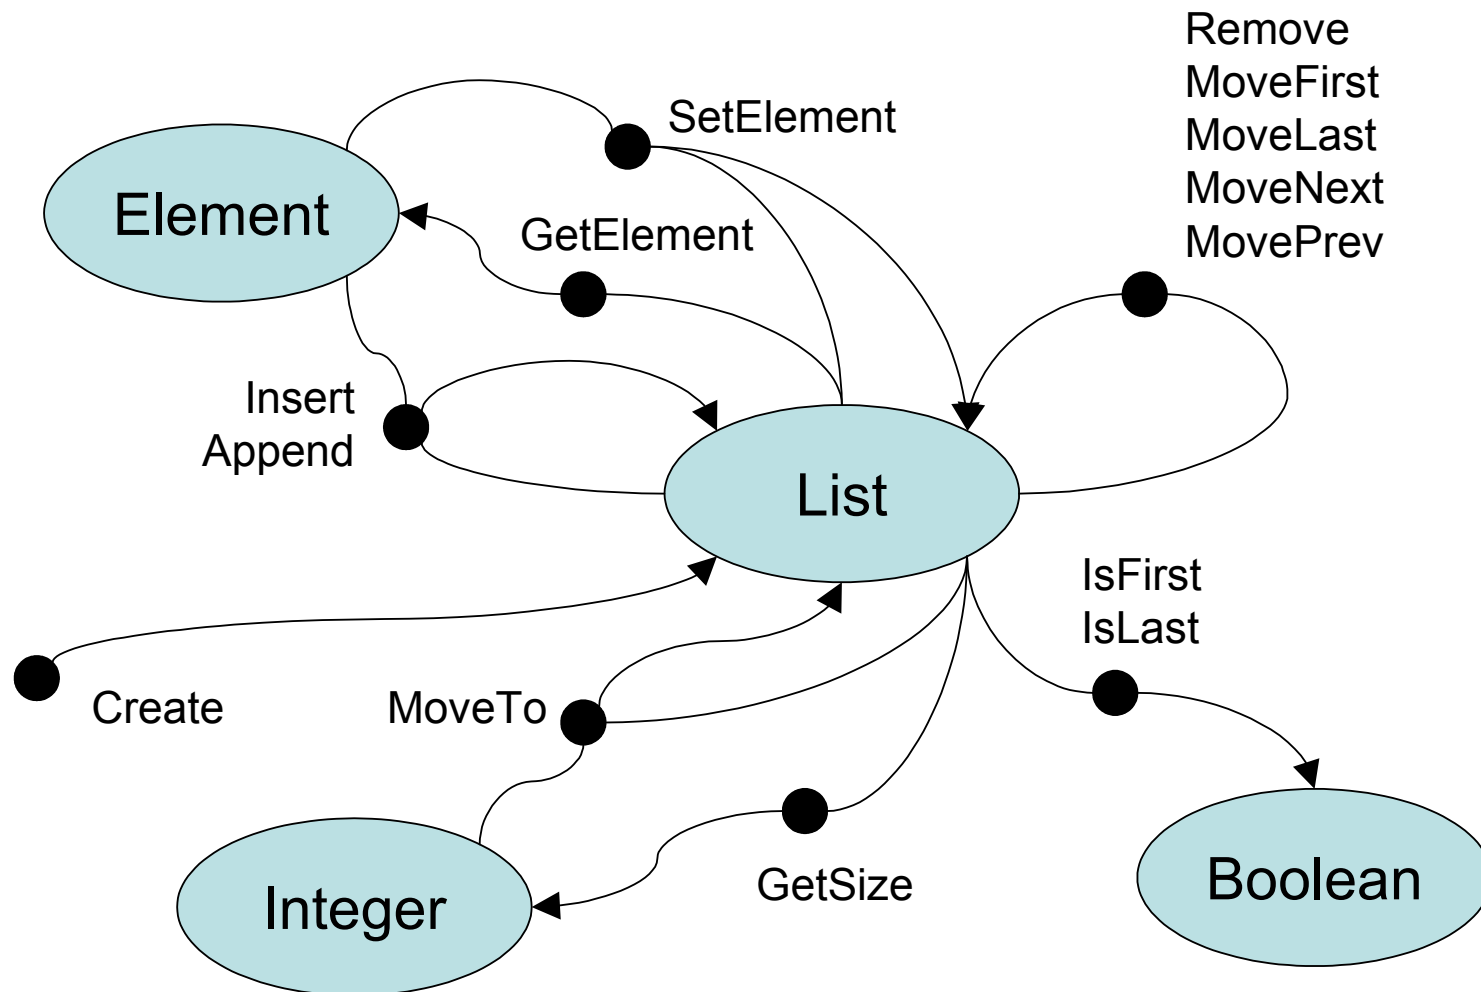 Remove
MoveFirst
MoveLast
MoveNext
MovePrev
SetElement
Element
GetElement
Insert
Append
List
IsFirst
IsLast
Create
MoveTo
GetSize
Integer
Boolean